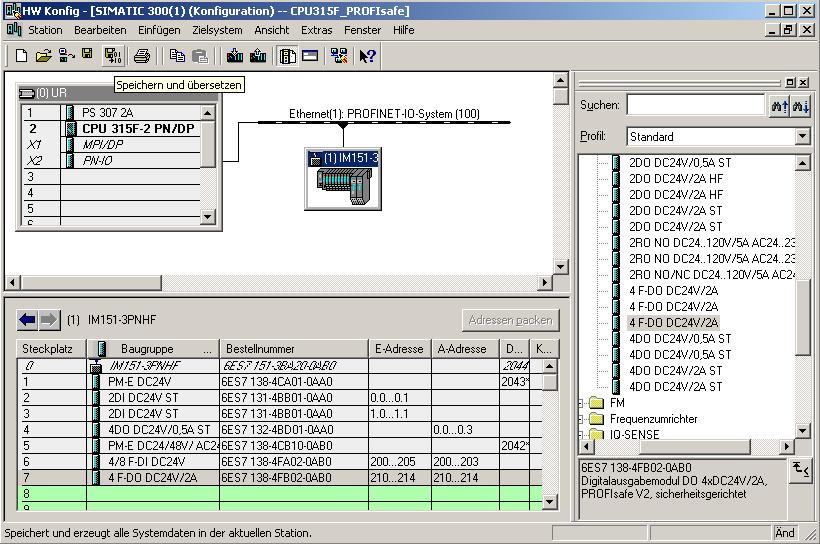 HW Konfig - [SIMATIC 300(1) (Konfiguration) -- CPU315F_PROFIsafe]
Station Bearbeiten Einfügen Zielsystem Ansicht Extras Fenster Hilfe
Speichern und übersetzen
(0) UR
1 PS 307 2A
2 CPU 315F-2 PN/DP
X1 MPI/DP
X2 PN-IO
3
4
5
6
Ethernet(1): PROFINET-IO-System (100)
(1) IM151-3
Suchen:
Profil: Standard
2DO DC24V/0,5A ST
2DO DC24V/2A HF
2DO DC24V/2A HF
2DO DC24V/2A ST
2DO DC24V/2A ST
2RO NO DC24..120V/5A AC24..23
2RO NO DC24..120V/5A AC24..23
2RO NO/NC DC24..120V/5A AC24
4 F-DO DC24V/2A
4 F-DO DC24V/2A
4 F-DO DC24V/2A
4DO DC24V/0,5A ST
4DO DC24V/0,5A ST
4DO DC24V/2A ST
4DO DC24V/2A ST
FM
Frequenzumrichter
IQ-SENSE
6ES7 138-4FB02-0AB0
Digitalausgabemodul DO 4xDC24V/2A,
PROFIsafe V2, sicherheitsgerichtet
(1) IM151-3PNHF
Adressen packen
Steckplatz Baugruppe ... Bestellnummer E-Adresse A-Adresse D... K...
0 IM151-3PNHF 6ES7 151-3BA20-0AB0 2044
1 PM-E DC24V 6ES7 138-4CA01-0AA0 2043*
2 2DI DC24V ST 6ES7 131-4BB01-0AA0 0.0...0.1
3 2DI DC24V ST 6ES7 131-4BB01-0AA0 1.0...1.1
4 4DO DC24V/0,5A ST 6ES7 132-4BD01-0AA0 0.0...0.3
5 PM-E DC24/48V/ AC24 6ES7 138-4CB10-0AB0 2042*
6 4/8 F-DI DC24V 6ES7 138-4FA02-0AB0 200...205 200...203
7 4 F-DO DC24V/2A 6ES7 138-4FB02-0AB0 210...214 210...214
8
9
Speichert und erzeugt alle Systemdaten in der aktuellen Station.
Änd